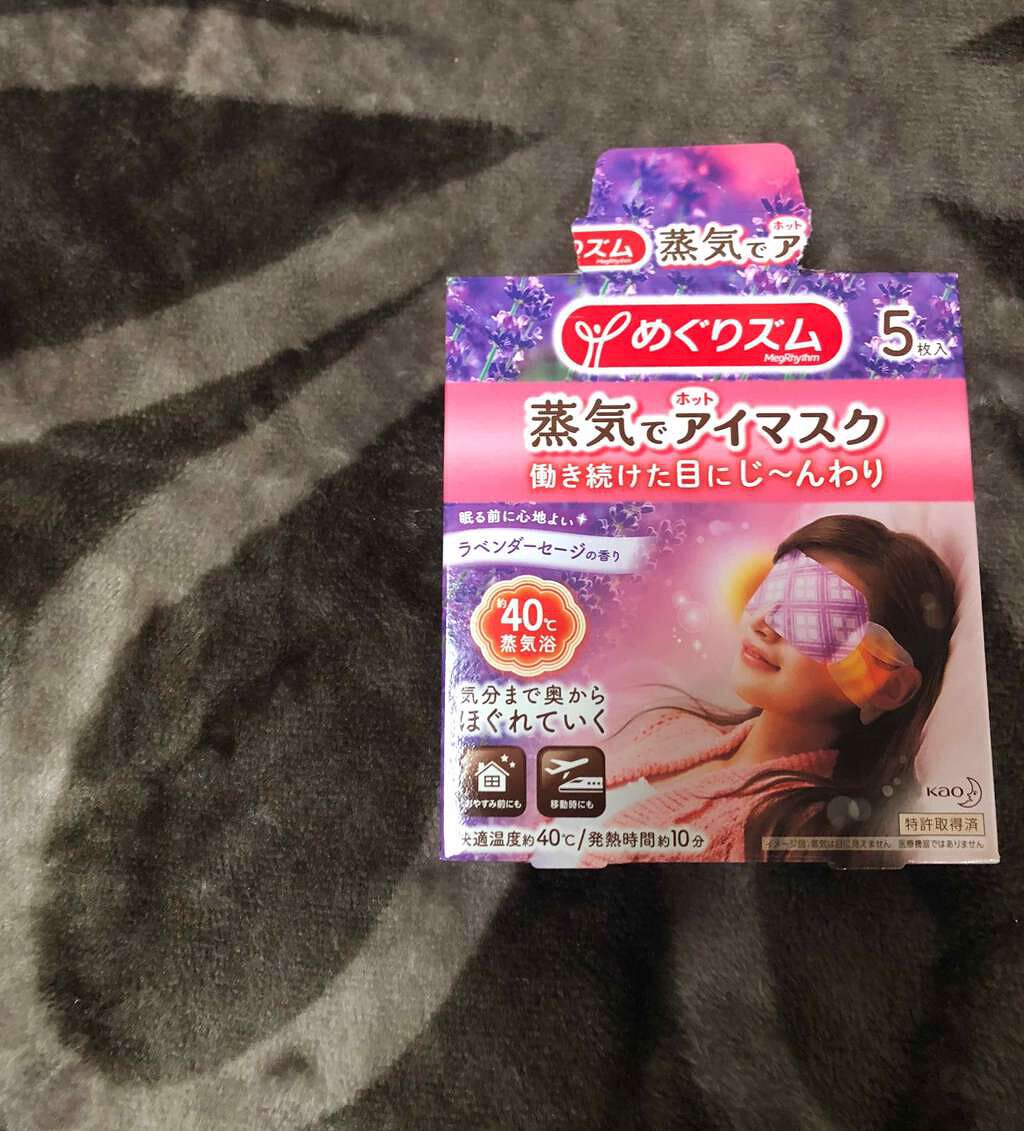 リズム
MegRhythm
蒸気でホットア
めぐりズム
MegRhythm
5枚入
蒸気でホットアイマスク
働き続けた目にじ〜んわり
眠る前に心地よい
ラベンダーセージの香り
約40℃
蒸気浴
気分まで奥から
ほぐれていく
おやすみ前にも
移動時にも
快適温度約40℃/発熱時間約10分
Kao
特許取得済
イメージ図:蒸気は目に見えません 医療機器ではありません